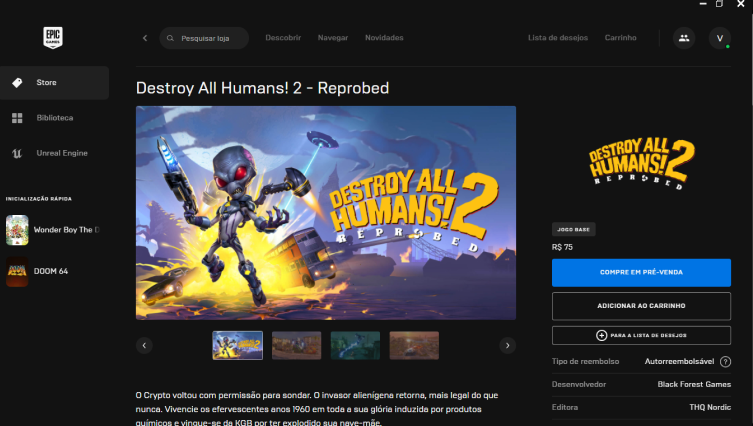 EPIC
GAMES
Pesquisar loja
Descobrir
Navegar
Novidades
Lista de desejos
Carrinho
V
Store
Biblioteca
Unreal Engine
INICIALIZAÇÃO RÁPIDA
Wonder Boy The D
DOOM 64
Destroy All Humans! 2 - Reprobed
DESTROY ALL
HUMANS! 2
REPROBED
DESTROY ALL
HUMANS! 2
REPROBED
JOGO BASE
R$ 75
COMPRE EM PRÉ-VENDA
ADICIONAR AO CARRINHO
PARA A LISTA DE DESEJOS
Tipo de reembolso
Autorreembolsável ?
Desenvolvedor
Black Forest Games
Editora
THQ Nordic
O Crypto voltou com permissão para sondar. O invasor alienígena retorna, mais legal do que
nunca. Vivencie os efervescentes anos 1960 em toda a sua glória induzida por produtos
químicos e vingue-se da KGB por ter explodido sua nave-mãe.